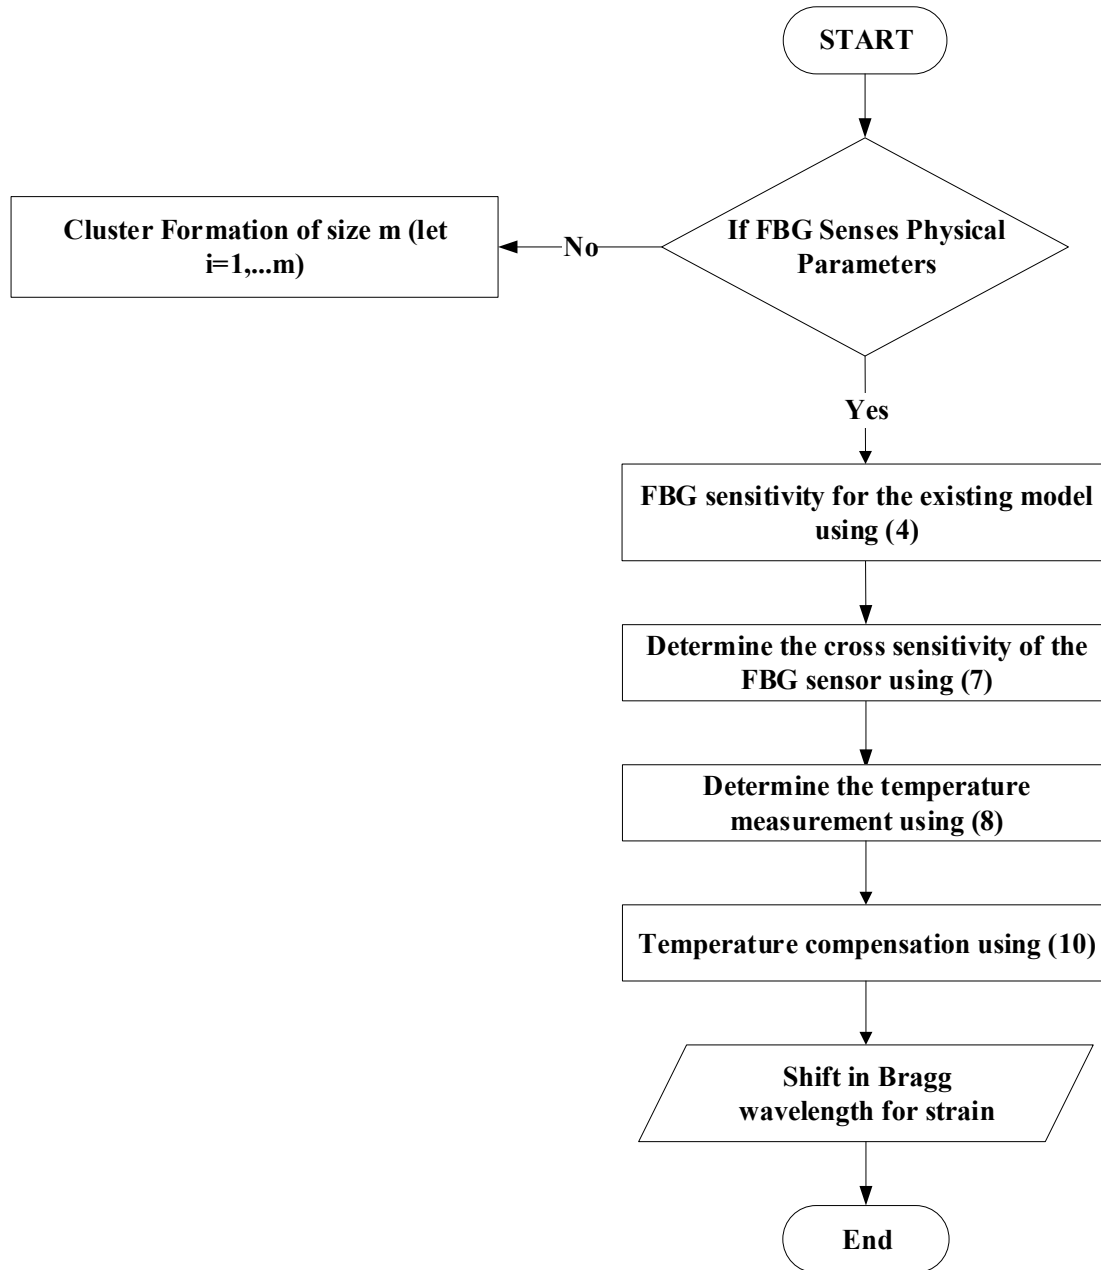 START
If FBG Senses Physical
Parameters
No
Cluster Formation of size m (let
i=1,...m)
Yes
FBG sensitivity for the existing model
using (4)
Determine the cross sensitivity of the
FBG sensor using (7)
Determine the temperature
measurement using (8)
Temperature compensation using (10)
Shift in Bragg
wavelength for strain
End